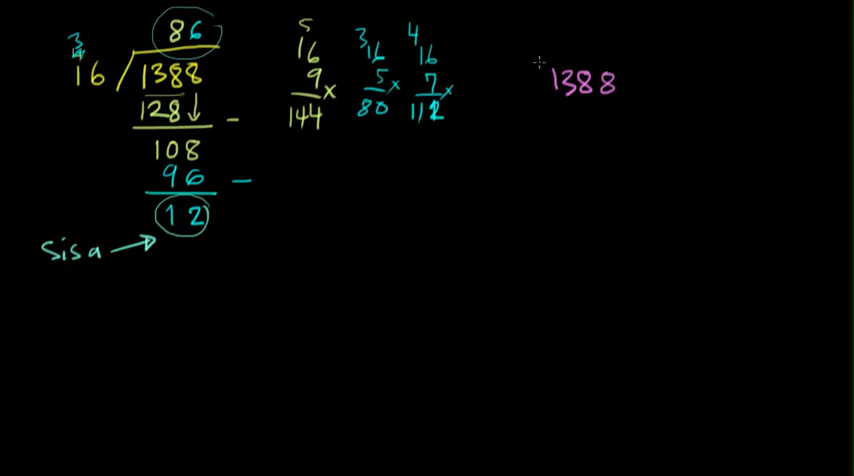 86
3
16 / 1388
128 ↓ -
108
96 -
12
sisa →
5
16
9 x
144
3
16
5 x
80
4
16
7 x
112
1388